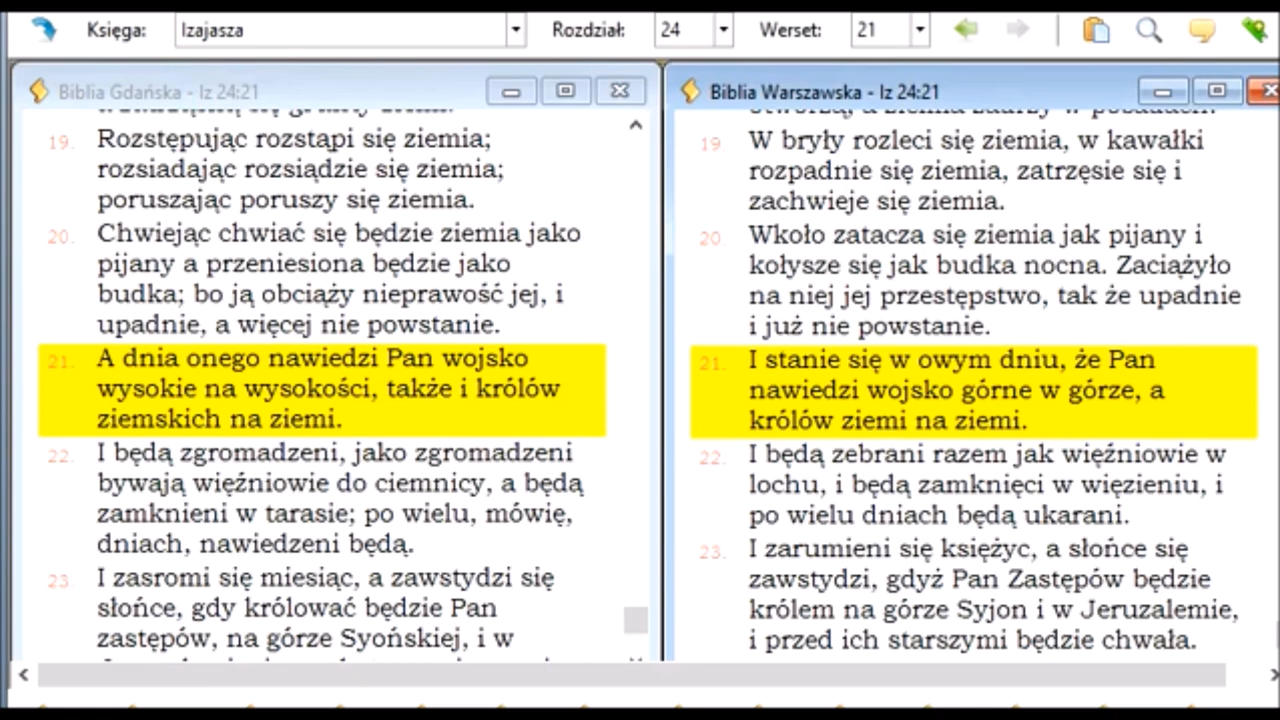 Księga: Izajasza Rozdział: 24 Werset: 21
Biblia Gdańska - Iz 24:21
19. Rozstępując rozstąpi się ziemia;
rozsiadając rozsiądzie się ziemia;
poruszając poruszy się ziemia.
20. Chwiejąc chwiać się będzie ziemia jako
pijany a przeniesiona będzie jako
budka; bo ją obciąży nieprawość jej, i
upadnie, a więcej nie powstanie.
21. A dnia onego nawiedzi Pan wojsko
wysokie na wysokości, także i królów
ziemskich na ziemi.
22. I będą zgromadzeni, jako zgromadzeni
bywają więźniowie do ciemnicy, a będą
zamknieni w tarasie; po wielu, mówię,
dniach, nawiedzeni będą.
23. I zasromi się miesiąc, a zawstydzi się
słońce, gdy królować będzie Pan
zastępów, na górze Syońskiej, i w
Biblia Warszawska - Iz 24:21
19. W bryły rozleci się ziemia, w kawałki
rozpadnie się ziemia, zatrzęsie się i
zachwieje się ziemia.
20. Wkoło zatacza się ziemia jak pijany i
kołysze się jak budka nocna. Zaciążyło
na niej jej przestępstwo, tak że upadnie
i już nie powstanie.
21. I stanie się w owym dniu, że Pan
nawiedzi wojsko górne w górze, a
królów ziemi na ziemi.
22. I będą zebrani razem jak więźniowie w
lochu, i będą zamknięci w więzieniu, i
po wielu dniach będą ukarani.
23. I zarumieni się księżyc, a słońce się
zawstydzi, gdyż Pan Zastępów będzie
królem na górze Syjon i w Jeruzalemie,
i przed ich starszymi będzie chwała.